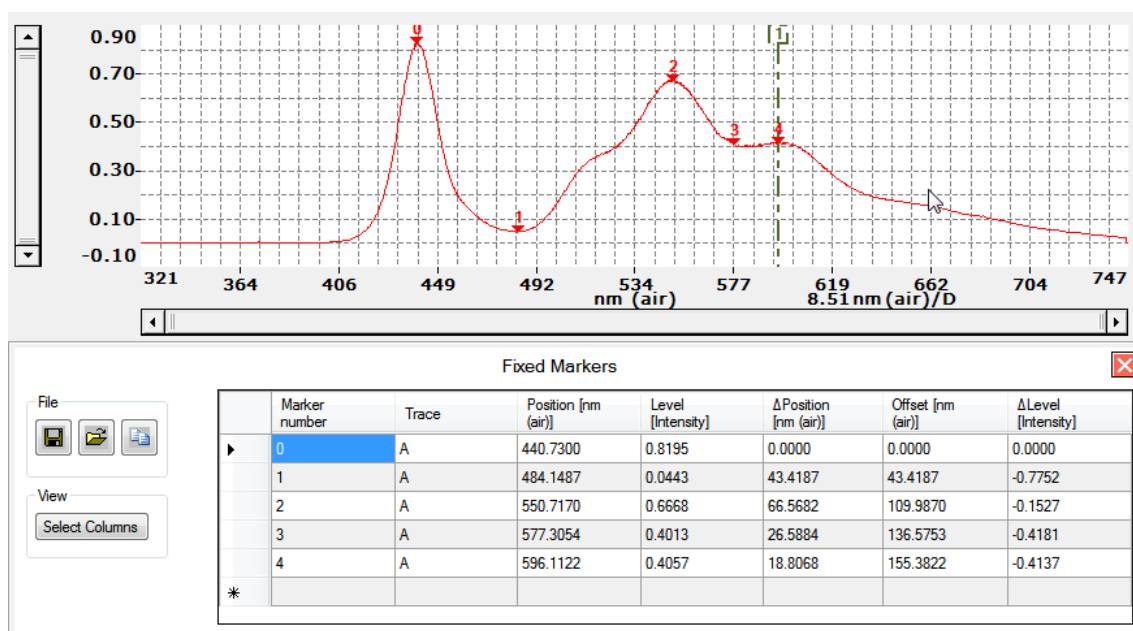 0.90
0.70
0.50
0.30
0.10
-0.10
0
1
2
3
4
1
321 364 406 449 492 534 577 619 662 704 747
nm (air) 8.51 nm (air)/D
Fixed Markers
File
View
Select Columns
Marker number Trace Position [nm (air)] Level [Intensity] ΔPosition [nm (air)] Offset [nm (air)] ΔLevel [Intensity]
0 A 440.7300 0.8195 0.0000 0.0000 0.0000
1 A 484.1487 0.0443 43.4187 43.4187 -0.7752
2 A 550.7170 0.6668 66.5682 109.9870 -0.1527
3 A 577.3054 0.4013 26.5884 136.5753 -0.4181
4 A 596.1122 0.4057 18.8068 155.3822 -0.4137